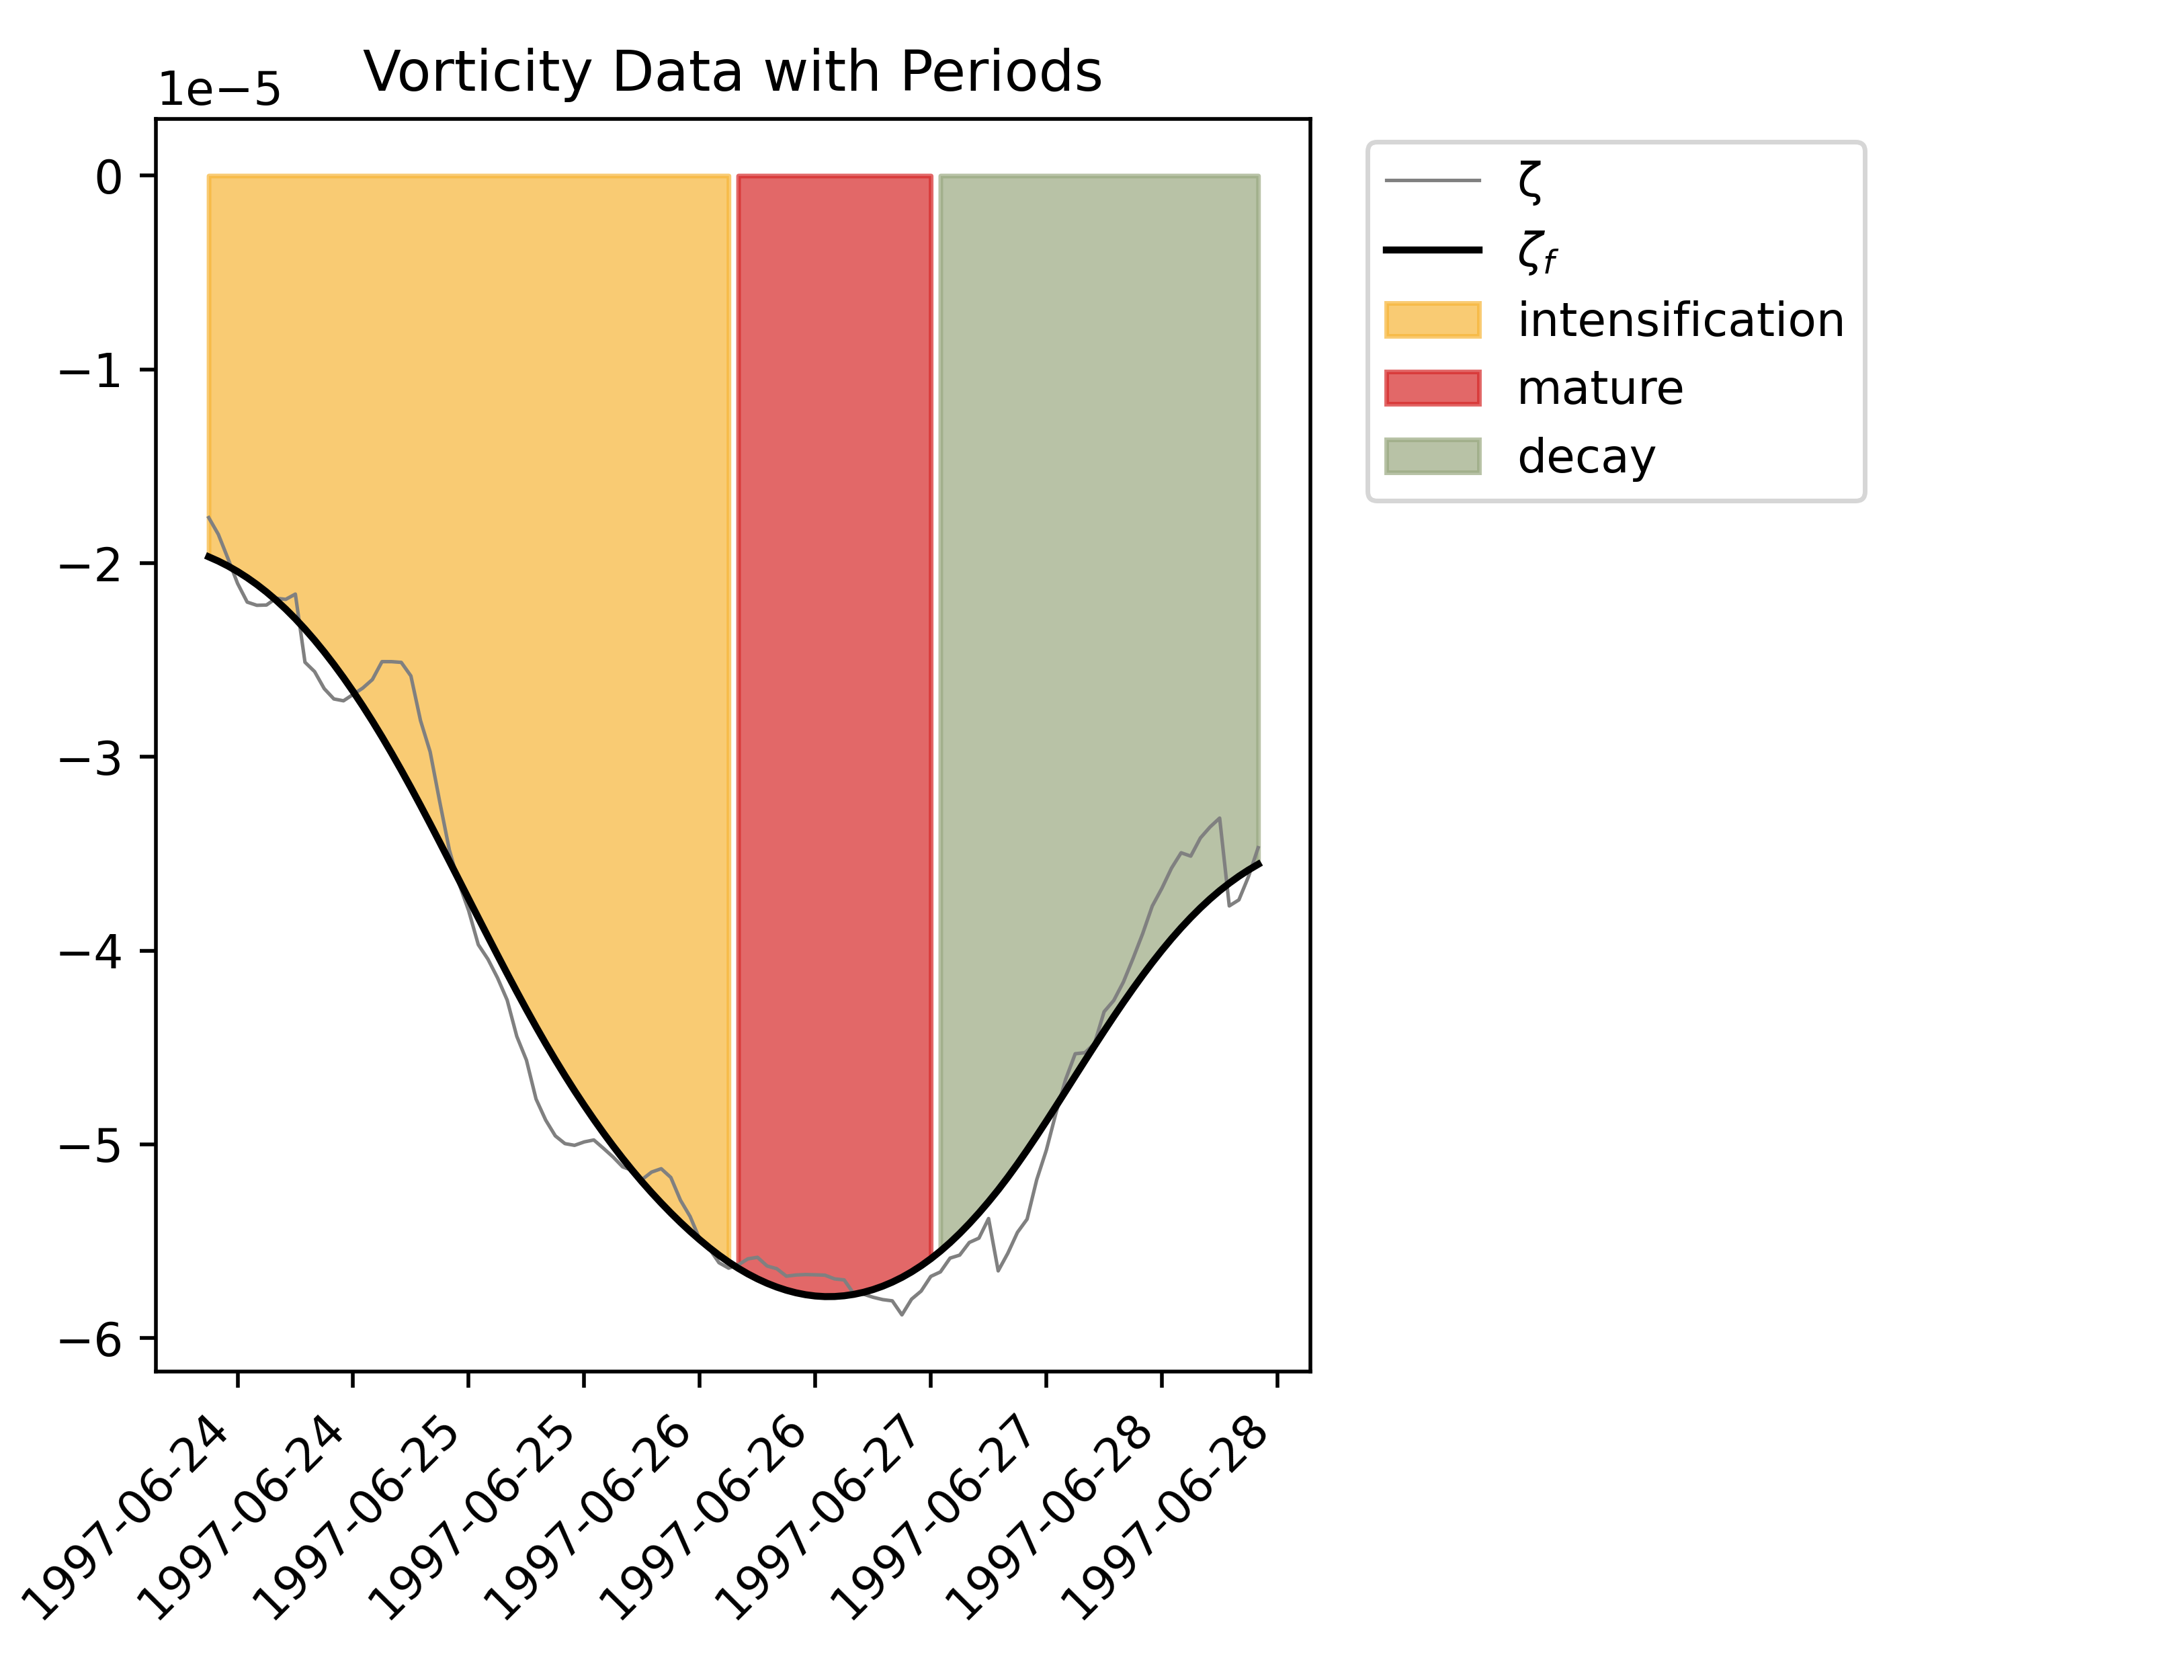 Vorticity Data with Periods
1e−5
0
−1
−2
−3
−4
−5
−6
1997-06-24
1997-06-24
1997-06-25
1997-06-25
1997-06-26
1997-06-26
1997-06-27
1997-06-27
1997-06-28
1997-06-28
ζ
ζf
intensification
mature
decay